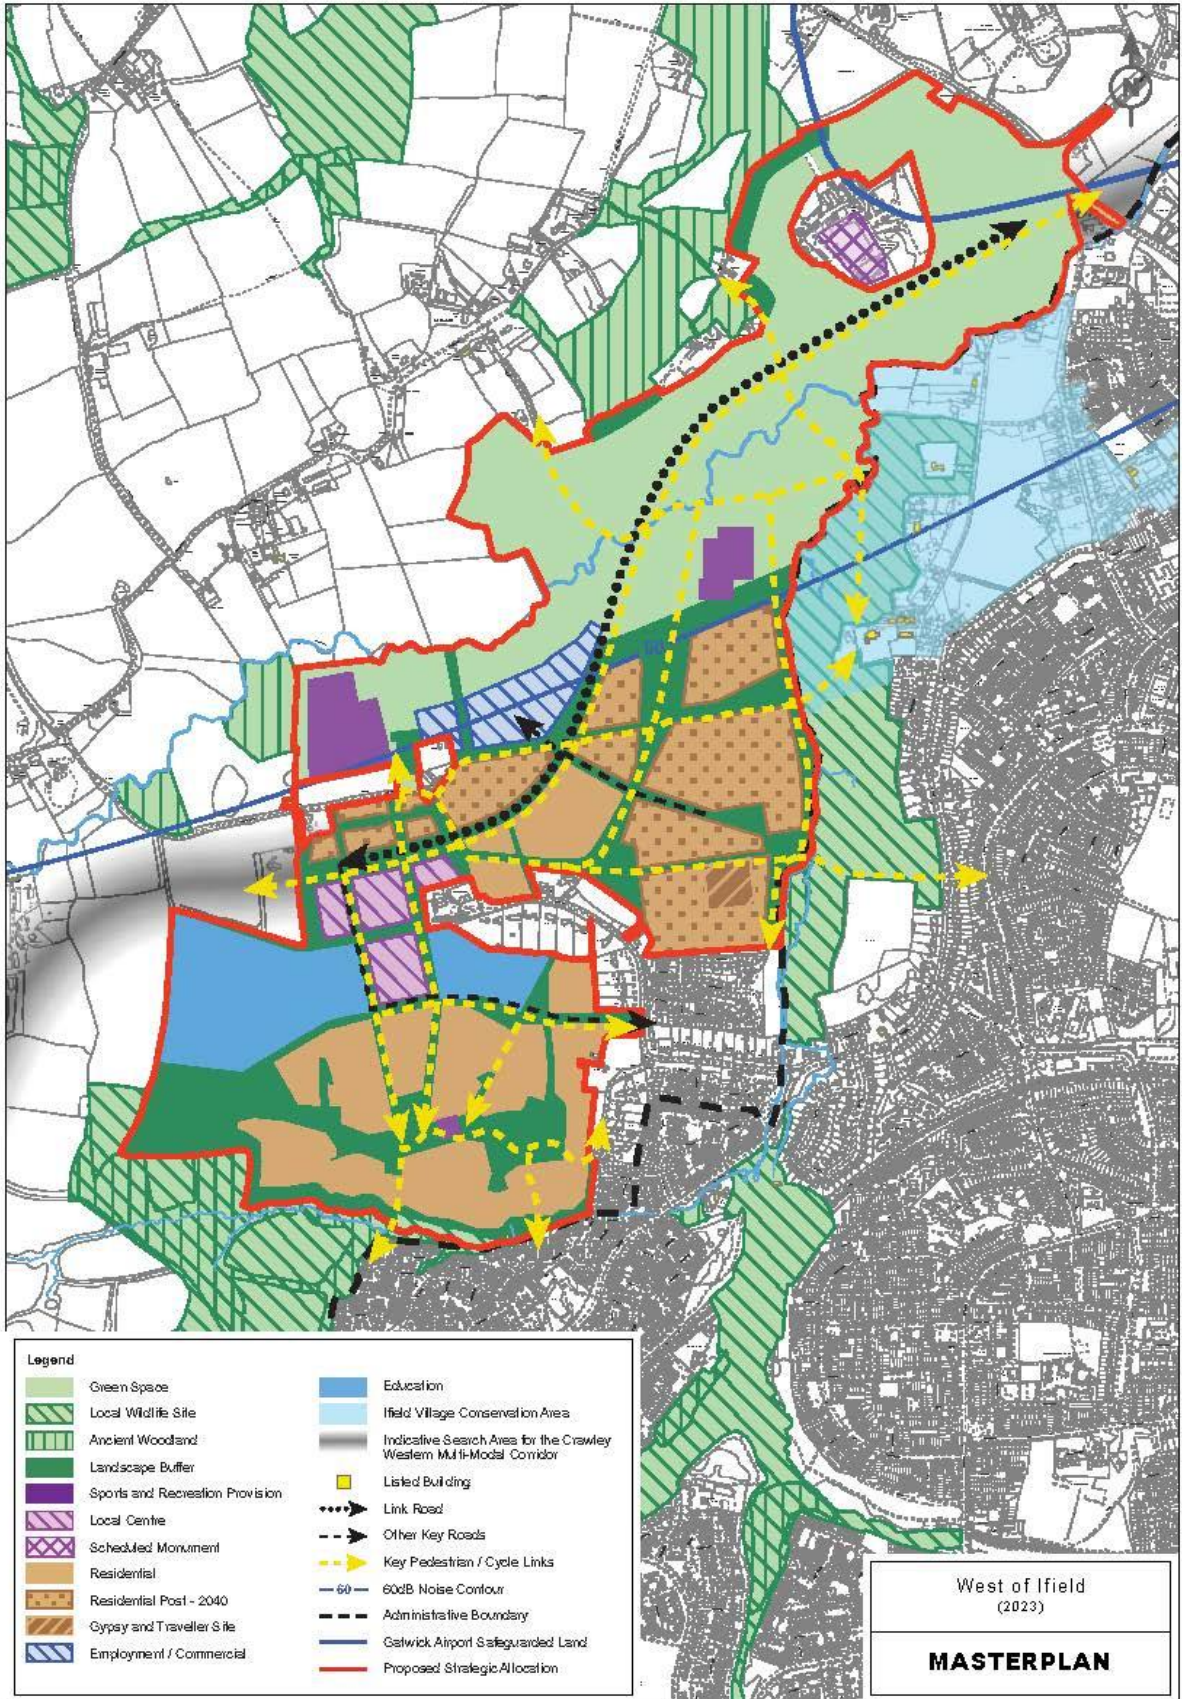 N
60
Legend
Green Space
Local Wildlife Site
Ancient Woodland
Landscape Buffer
Sports and Recreation Provision
Local Centre
Scheduled Monument
Residential
Residential Post - 2040
Gypsy and Traveller Site
Employment / Commercial
Education
Ifield Village Conservation Area
Indicative Search Area for the Crawley
Western Multi-Modal Corridor
Listed Building
Link Road
Other Key Roads
Key Pedestrian / Cycle Links
60
60dB Noise Contour
Administrative Boundary
Gatwick Airport Safeguarded Land
Proposed Strategic Allocation
West of Ifield
(2023)
MASTERPLAN